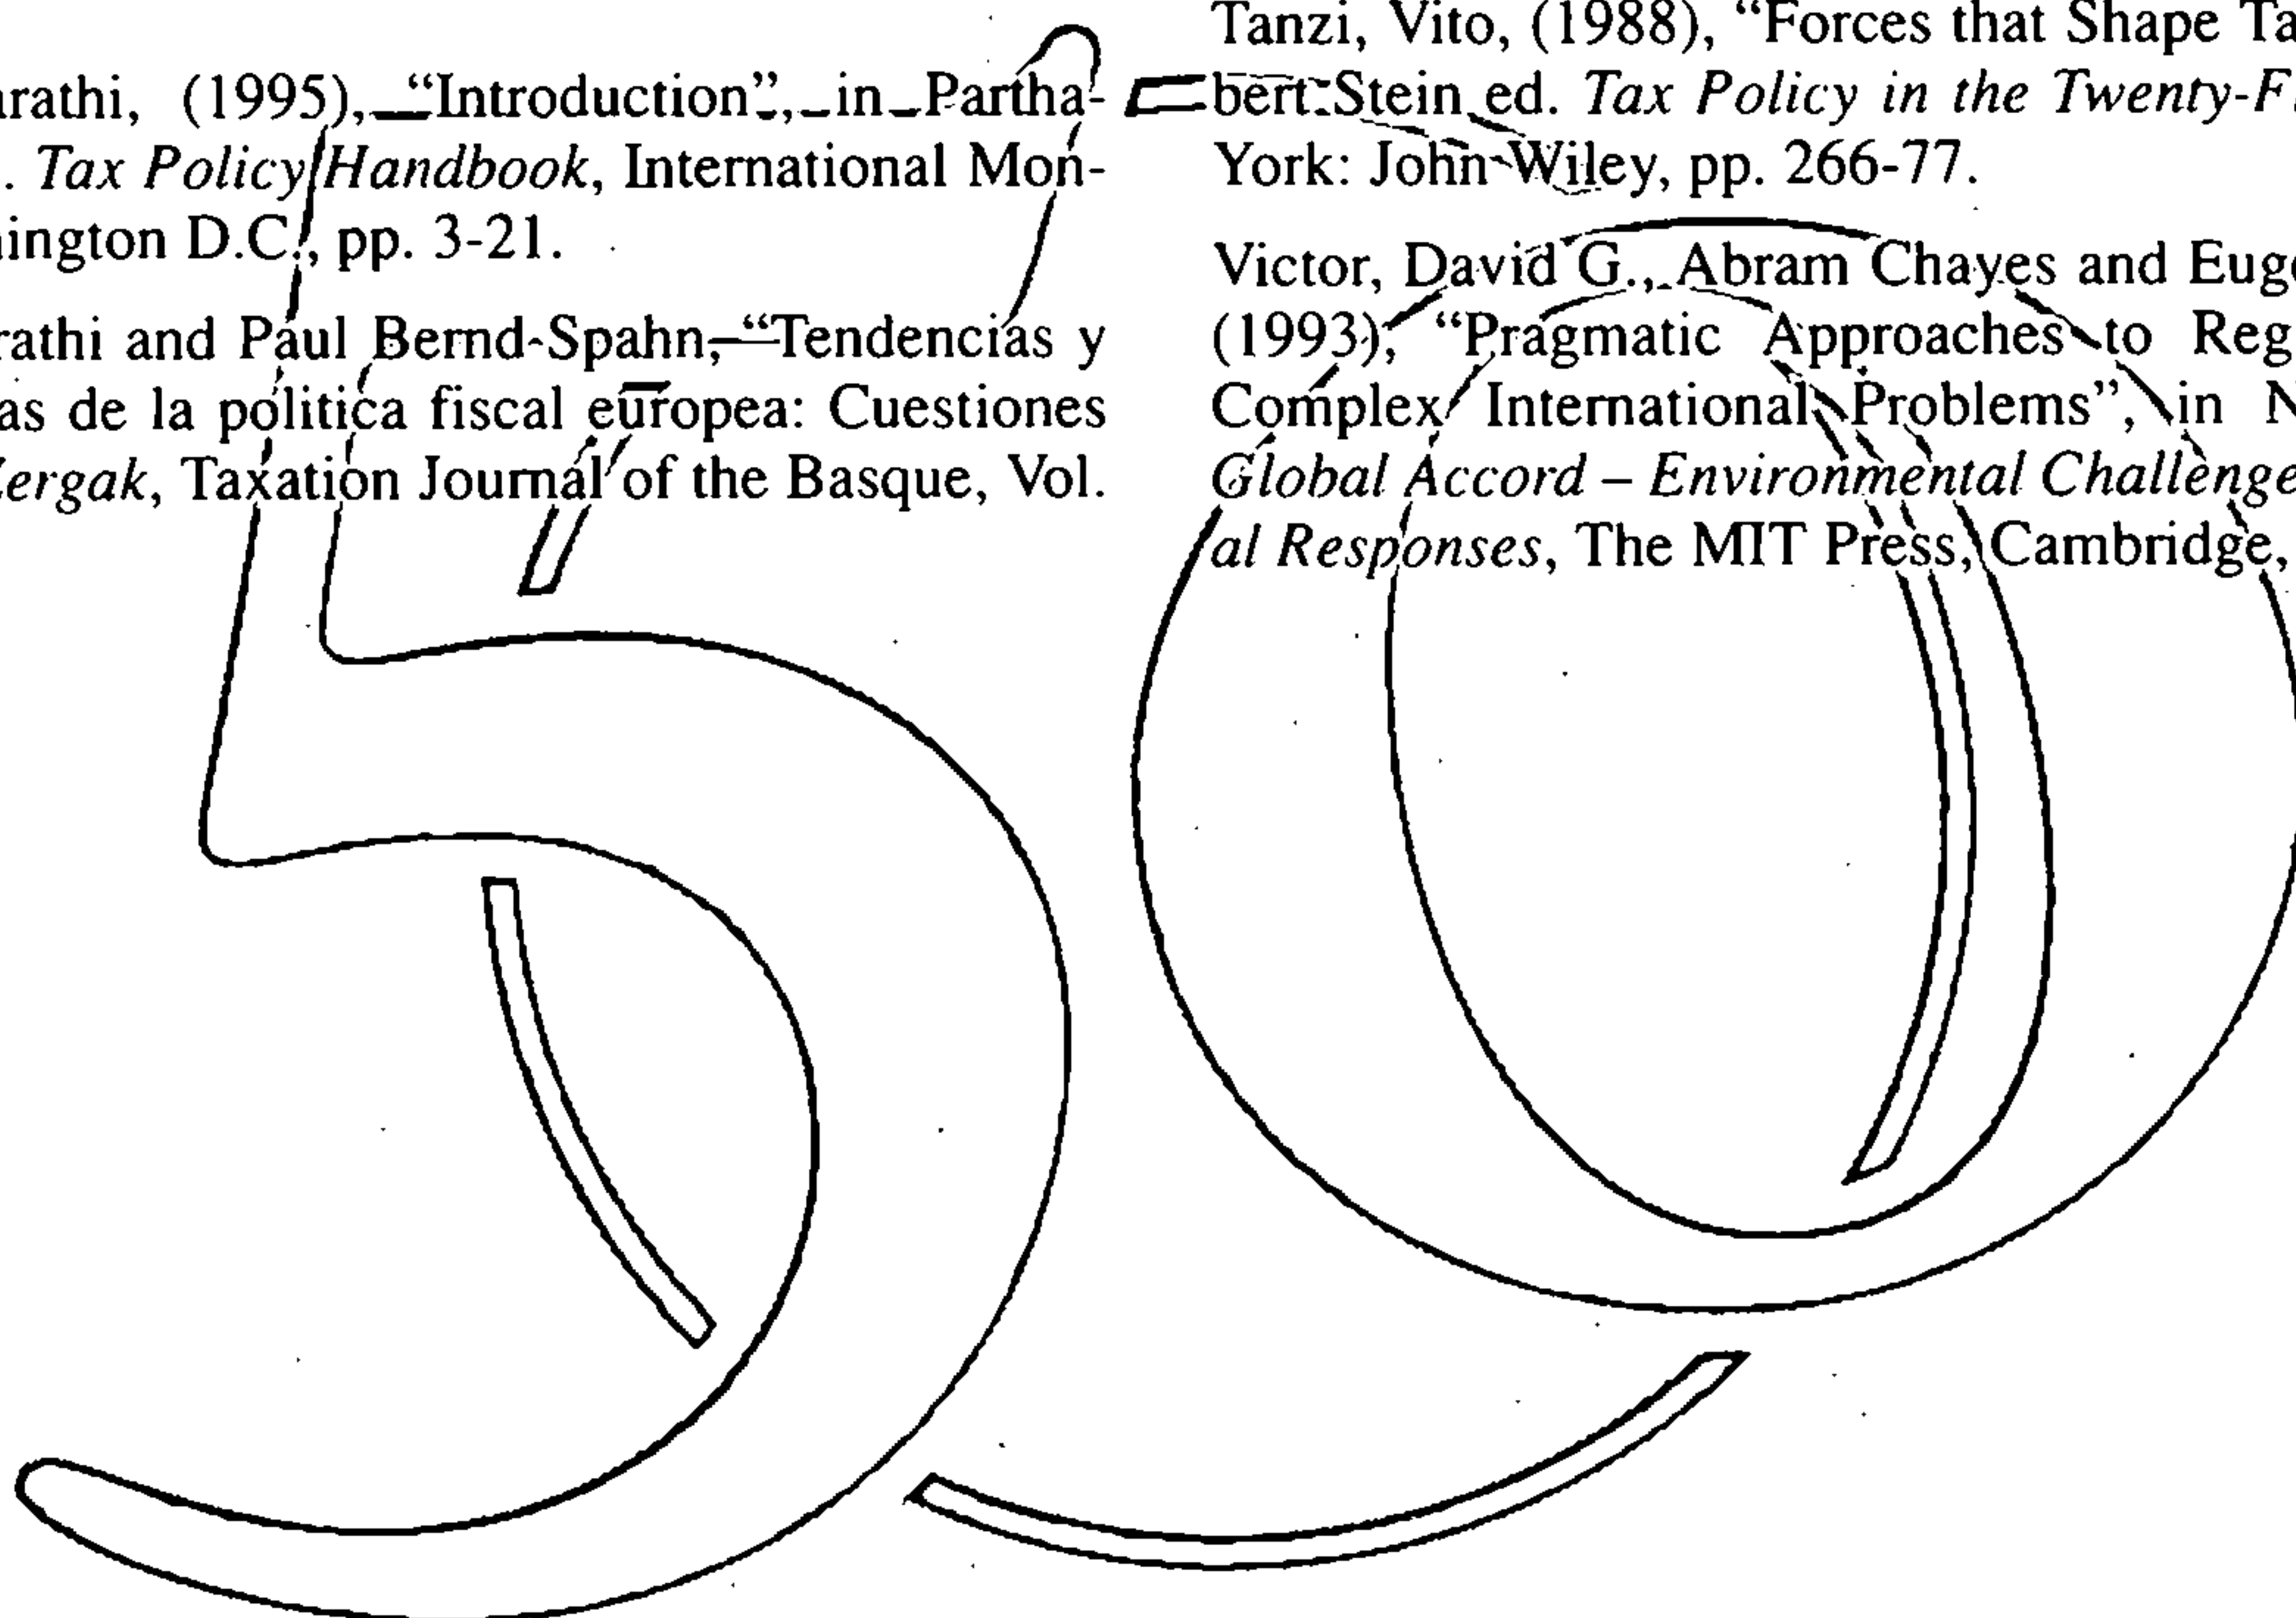 arathi, (1995), “Introduction”, in Partha-
. Tax Policy Handbook, International Mon-
ington D.C., pp. 3-21.
rathi and Paul Bernd-Spahn, “Tendencias y
as de la politica fiscal europea: Cuestiones
Zergak, Taxation Journal of the Basque, Vol.
Tanzi, Vito, (1988), “Forces that Shape Ta
bert Stein ed. Tax Policy in the Twenty-F
York: John Wiley, pp. 266-77.
Victor, David G., Abram Chayes and Euge
(1993), “Pragmatic Approaches to Reg
Complex International Problems”, in N
Global Accord – Environmental Challenge
al Responses, The MIT Press, Cambridge,
50